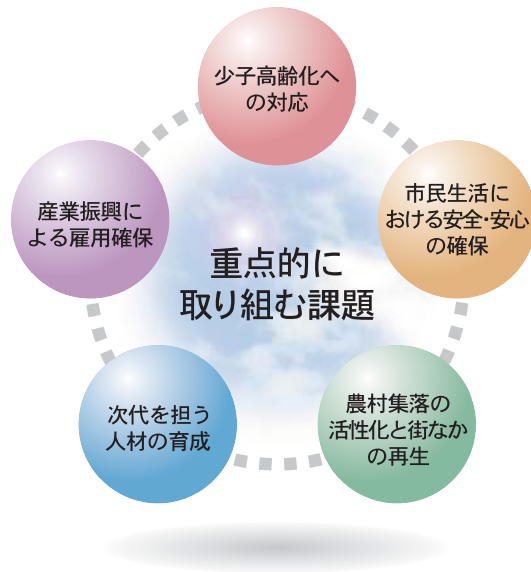 少子高齢化へ
の対応
産業振興に
よる雇用確保
市民生活に
おける安全・安心
の確保
重点的に
取り組む課題
次代を担う
人材の育成
農村集落の
活性化と街なか
の再生